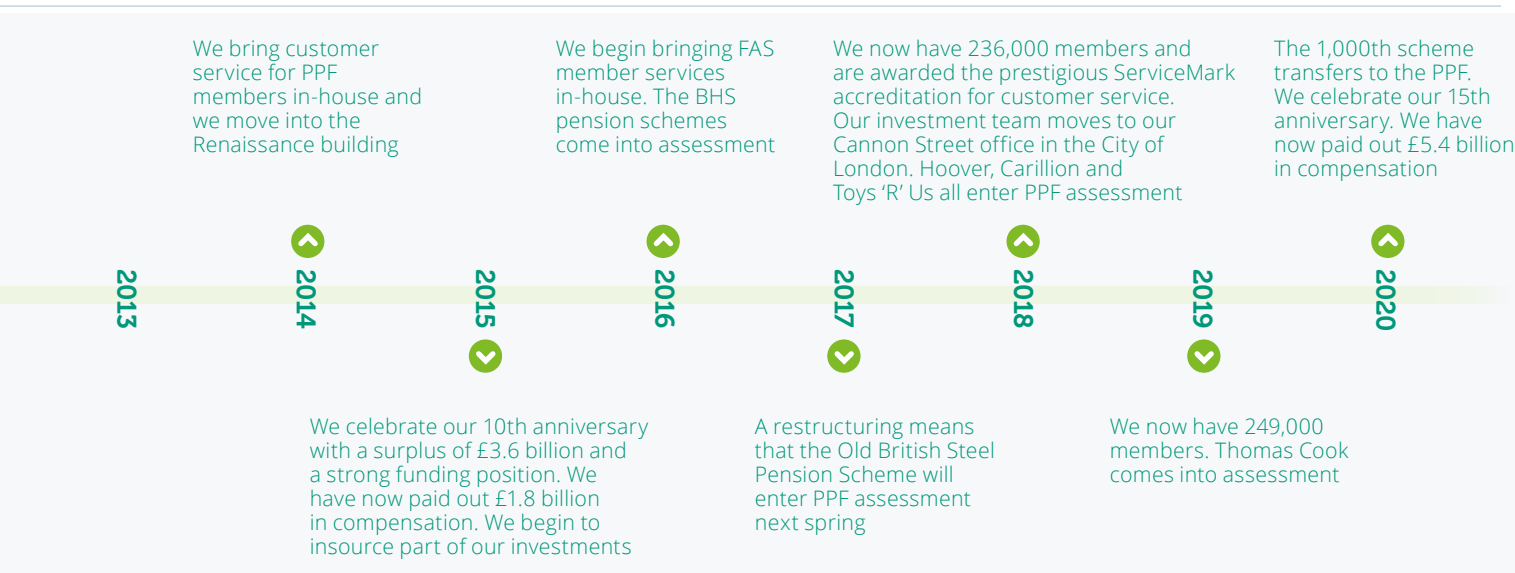 We bring customer
service for PPF
members in-house and
we move into the
Renaissance building
We begin bringing FAS
member services
in-house. The BHS
pension schemes
come into assessment
We now have 236,000 members and
are awarded the prestigious ServiceMark
accreditation for customer service.
Our investment team moves to our
Cannon Street office in the City of
London. Hoover, Carillion and
Toys ‘R’ Us all enter PPF assessment
The 1,000th scheme
transfers to the PPF.
We celebrate our 15th
anniversary. We have
now paid out £5.4 billion
in compensation
2013
2014
2015
2016
2017
2018
2019
2020
We celebrate our 10th anniversary
with a surplus of £3.6 billion and
a strong funding position. We
have now paid out £1.8 billion
in compensation. We begin to
insource part of our investments
A restructuring means
that the Old British Steel
Pension Scheme will
enter PPF assessment
next spring
We now have 249,000
members. Thomas Cook
comes into assessment